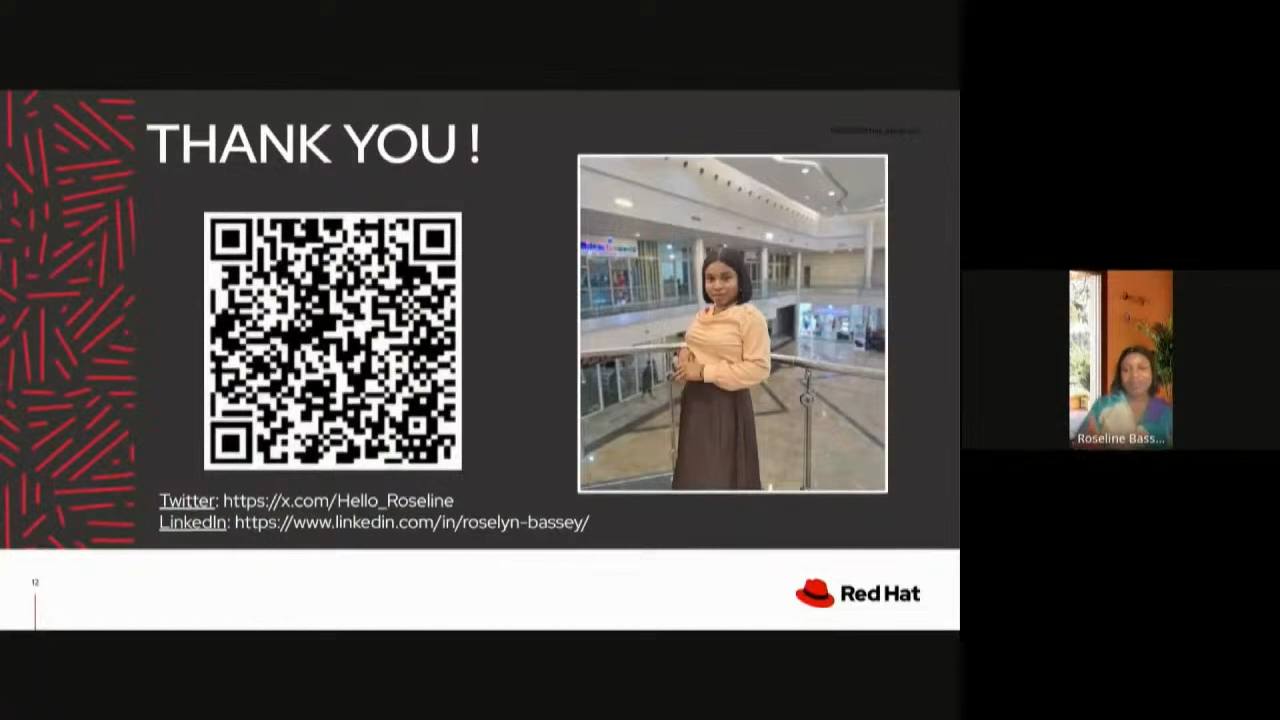 THANK YOU !
Twitter: https://x.com/Hello_Roseline
LinkedIn: https://www.linkedin.com/in/roselyn-bassey/
12
Red Hat
Roseline Bass...